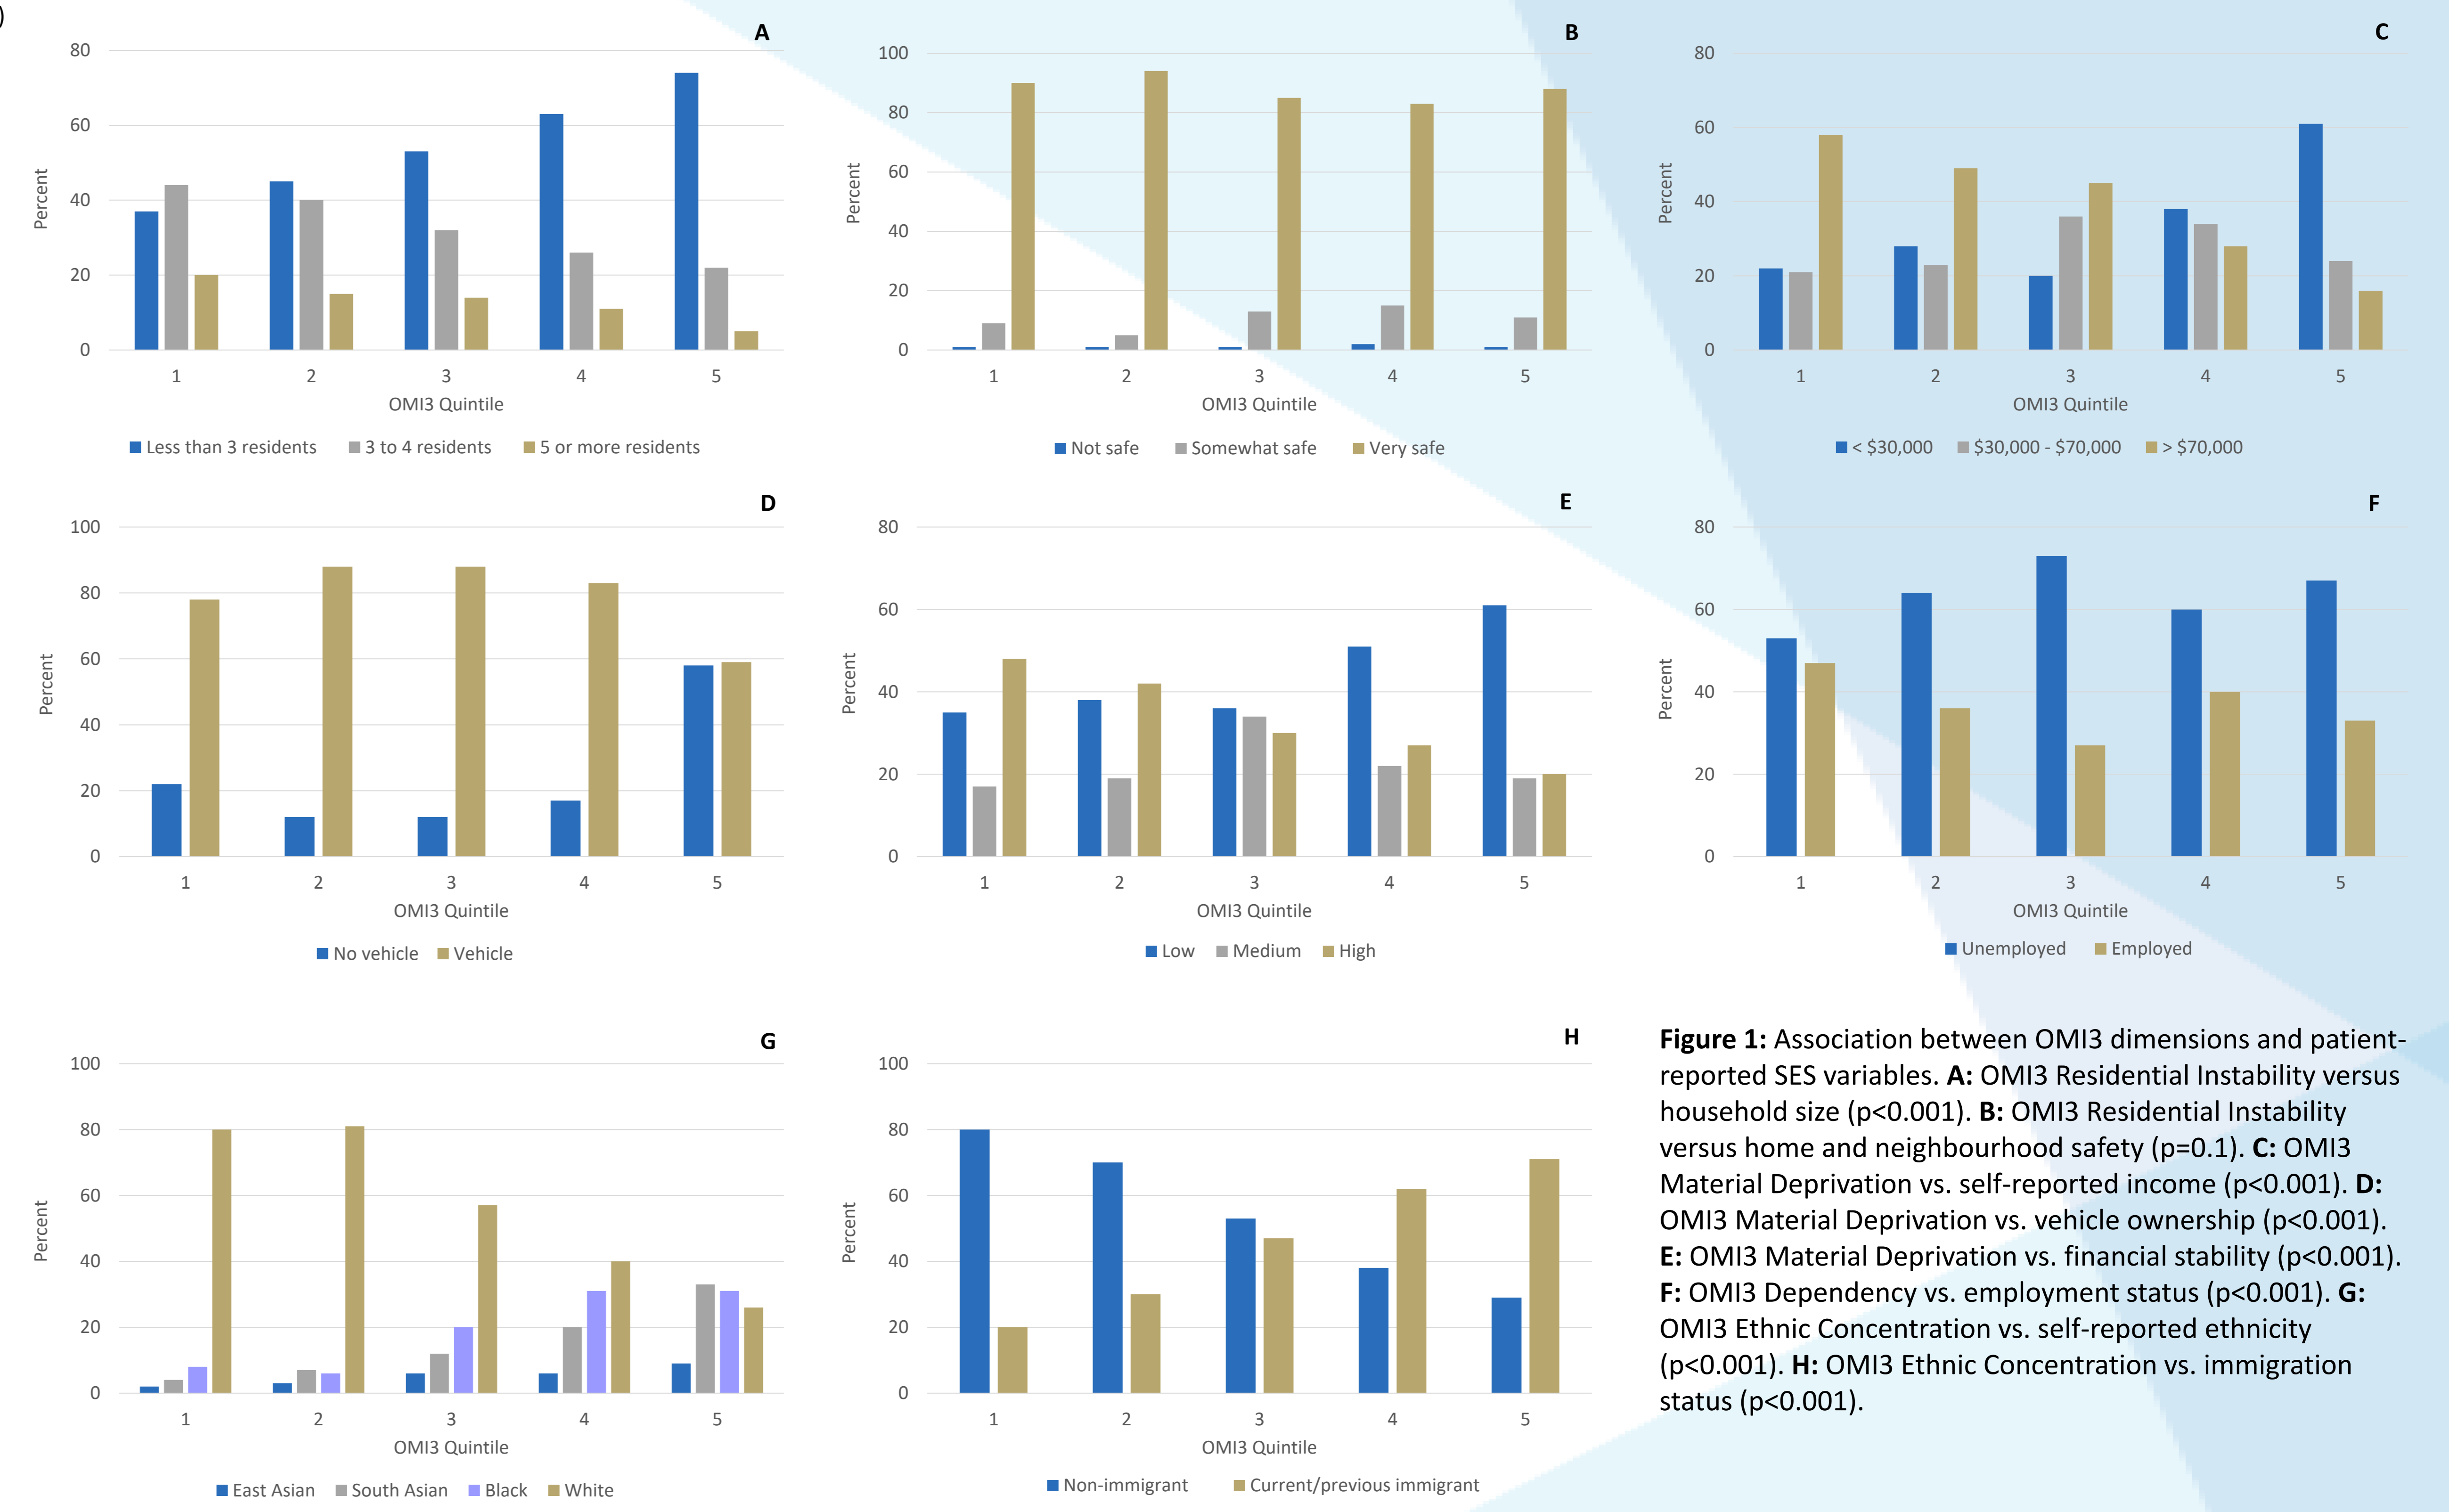 )
A
80
60
40
20
0
Percent
1 2 3 4 5
OMI3 Quintile
Less than 3 residents 3 to 4 residents 5 or more residents
B
100
80
60
40
20
0
Percent
1 2 3 4 5
OMI3 Quintile
Not safe Somewhat safe Very safe
C
80
60
40
20
0
Percent
1 2 3 4 5
OMI3 Quintile
< $30,000 $30,000 - $70,000 > $70,000
D
100
80
60
40
20
0
Percent
1 2 3 4 5
OMI3 Quintile
No vehicle Vehicle
E
80
60
40
20
0
Percent
1 2 3 4 5
OMI3 Quintile
Low Medium High
F
80
60
40
20
0
Percent
1 2 3 4 5
OMI3 Quintile
Unemployed Employed
G
100
80
60
40
20
0
Percent
1 2 3 4 5
OMI3 Quintile
East Asian South Asian Black White
H
100
80
60
40
20
0
Percent
1 2 3 4 5
OMI3 Quintile
Non-immigrant Current/previous immigrant
Figure 1: Association between OMI3 dimensions and patient-
reported SES variables. A: OMI3 Residential Instability versus
household size (p<0.001). B: OMI3 Residential Instability
versus home and neighbourhood safety (p=0.1). C: OMI3
Material Deprivation vs. self-reported income (p<0.001). D:
OMI3 Material Deprivation vs. vehicle ownership (p<0.001).
E: OMI3 Material Deprivation vs. financial stability (p<0.001).
F: OMI3 Dependency vs. employment status (p<0.001). G:
OMI3 Ethnic Concentration vs. self-reported ethnicity
(p<0.001). H: OMI3 Ethnic Concentration vs. immigration
status (p<0.001).